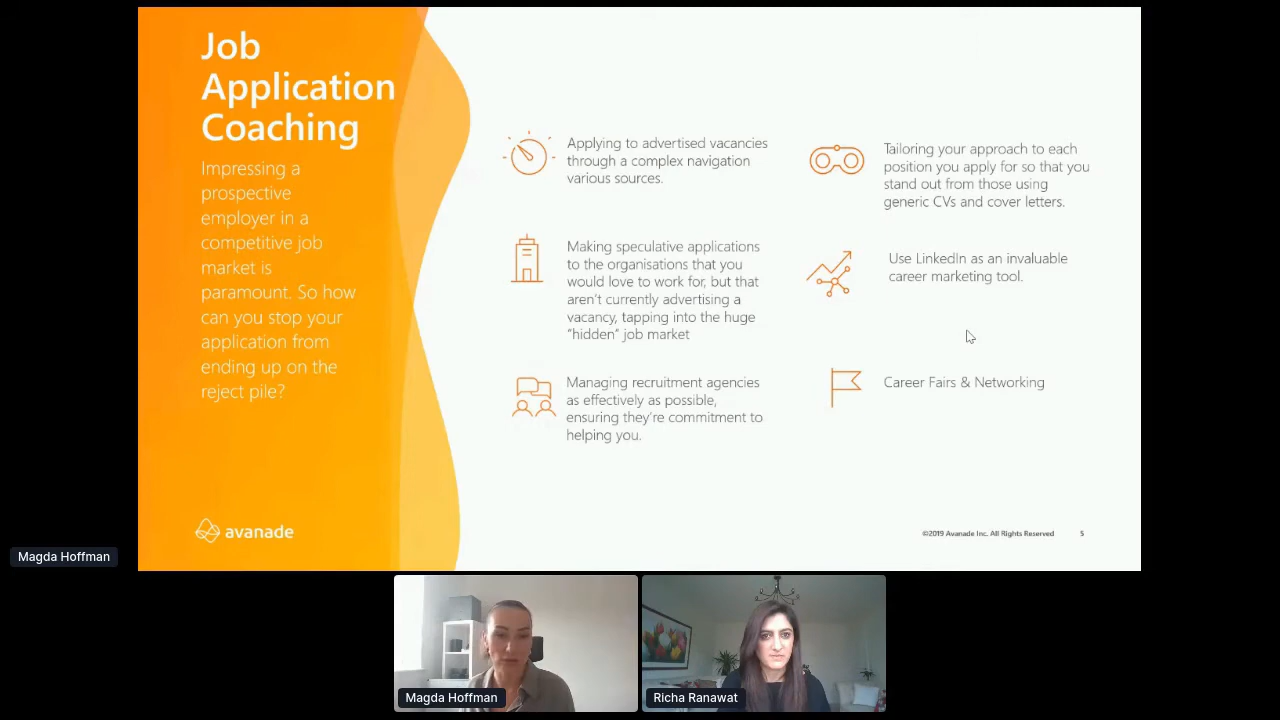 Job
Application
Coaching
Impressing a
prospective
employer in a
competitive job
market is
paramount. So how
can you stop your
application from
ending up on the
reject pile?
avanade
Applying to advertised vacancies
through a complex navigation
various sources.
Making speculative applications
to the organisations that you
would love to work for, but that
aren't currently advertising a
vacancy, tapping into the huge
“hidden” job market
Managing recruitment agencies
as effectively as possible,
ensuring they're commitment to
helping you.
Tailoring your approach to each
position you apply for so that you
stand out from those using
generic CVs and cover letters.
Use LinkedIn as an invaluable
career marketing tool.
Career Fairs & Networking
©2019 Avanade Inc. All Rights Reserved
5
Magda Hoffman
Magda Hoffman
Richa Ranawat